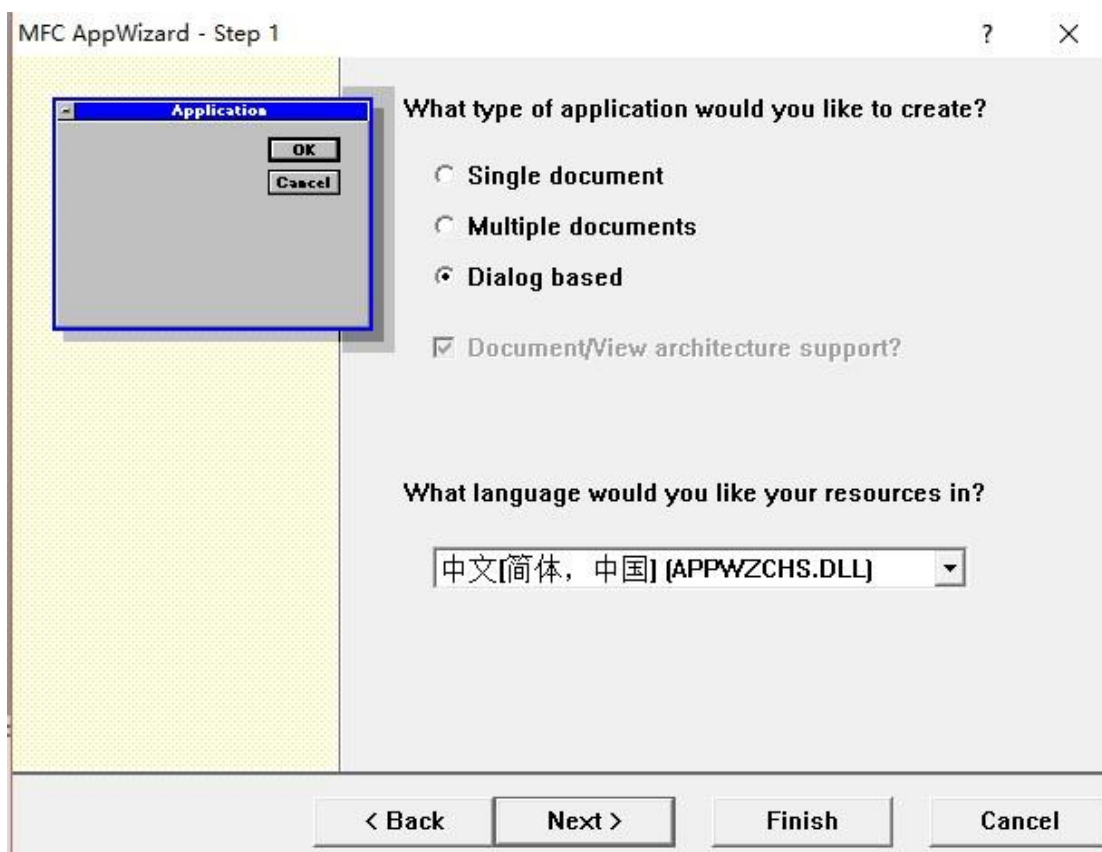 MFC AppWizard - Step 1
?
Application
OK
Cancel
What type of application would you like to create?
Single document
Multiple documents
Dialog based
Document/View architecture support?
What language would you like your resources in?
中文[简体，中国] (APPWZCHS.DLL)
< Back Next > Finish Cancel